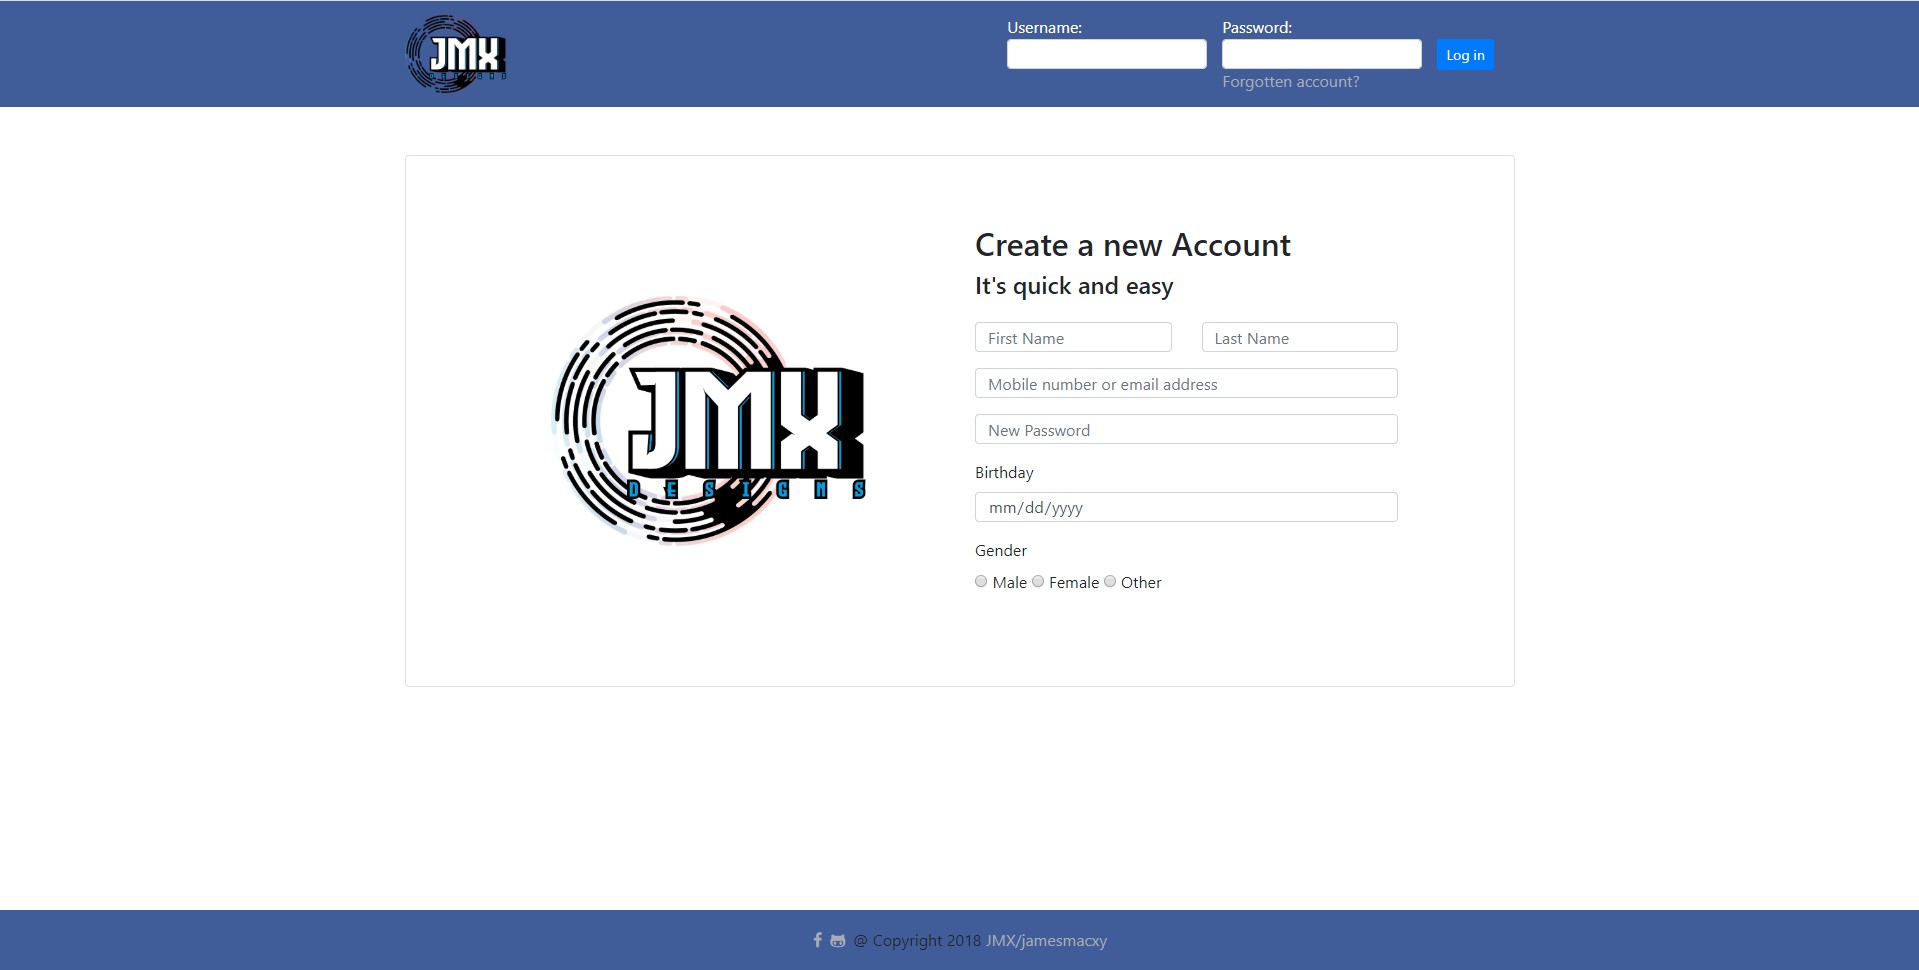 JMX
DESIGNS
Username:
Password:
Log in
Forgotten account?
JMX
DESIGNS
Create a new Account
It's quick and easy
First Name
Last Name
Mobile number or email address
New Password
Birthday
mm/dd/yyyy
Gender
Male Female Other
@ Copyright 2018 JMX/jamesmacxy